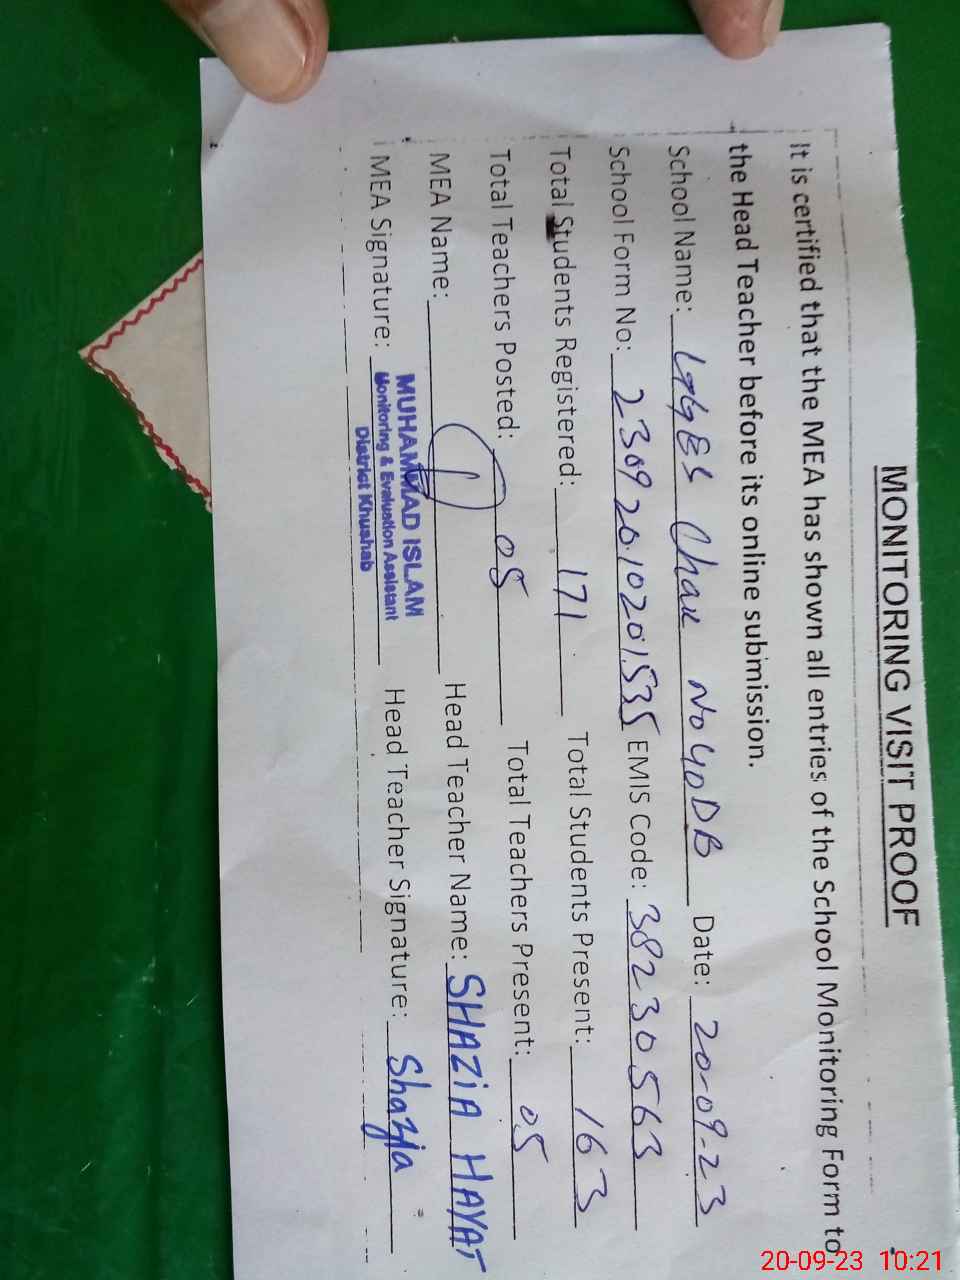 MONITORING VISIT PROOF
It is certified that the MEA has shown all entries of the School Monitoring Form to
the Head Teacher before its online submission.
School Name: Chak No 40DB Date: 20-09-23
School Form No: 23092010201535 EMIS Code: 38230563
Total Students Registered: 171 Total Students Present: 163
Total Teachers Posted: 05 Total Teachers Present: 05
MEA Name: Head Teacher Name: SHAZiA HAYAT
MEA Signature: Head Teacher Signature: Shazia
MUHAMMAD ISLAM
Monitoring & Evaluation Assistant
District Khushab
20-09-23 10:21